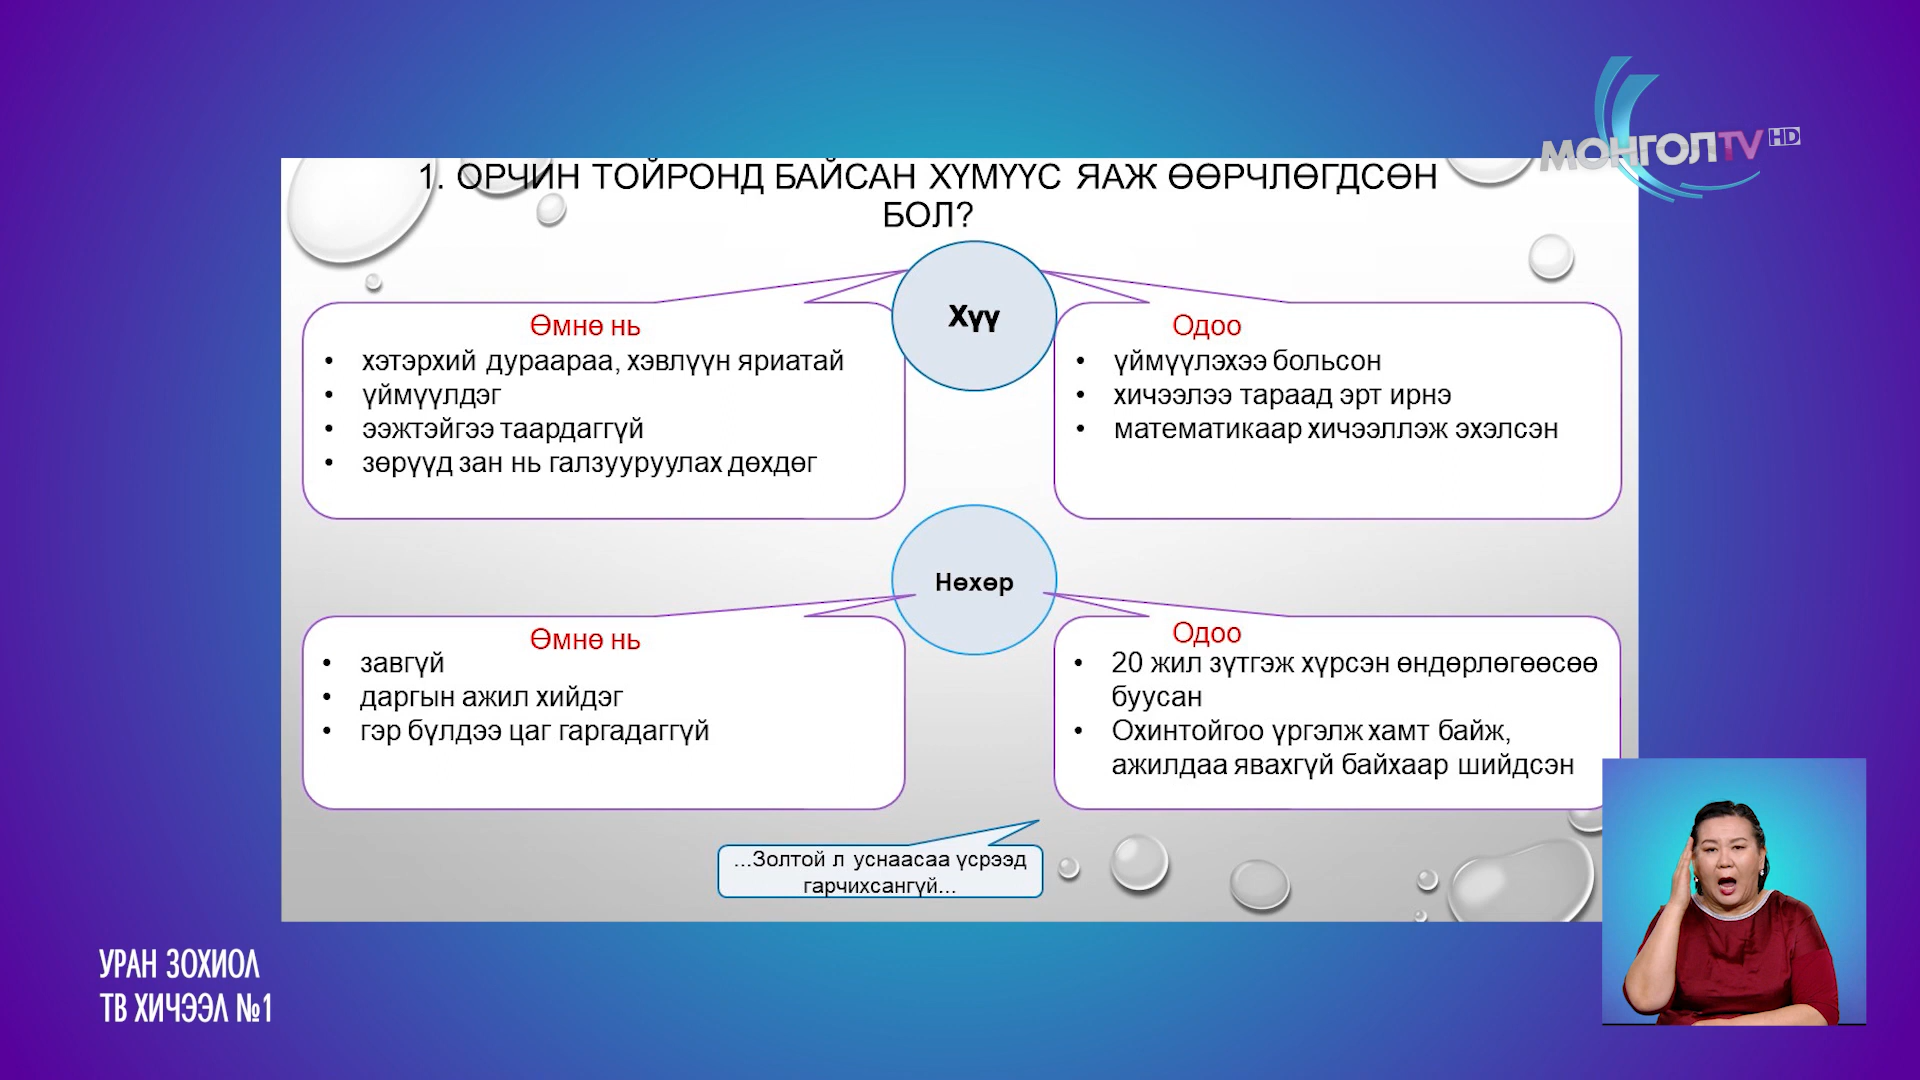 МОНГОЛTV HD
1. ОРЧИН ТОЙРОНД БАЙСАН ХҮМҮҮС ЯАЖ ӨӨРЧЛӨГДСӨН
БОЛ?
Хүү
Өмнө нь
• хэтэрхий дураараа, хэвлүүн яриатай
• үймүүлдэг
• ээжтэйгээ таардаггүй
• зөрүүд зан нь галзууруулах дөхдөг
Одоо
• үймүүлэхээ больсон
• хичээлээ тараад эрт ирнэ
• математикаар хичээллэж эхэлсэн
Нөхөр
Өмнө нь
• завгүй
• даргын ажил хийдэг
• гэр бүлдээ цаг гаргадаггүй
Одоо
• 20 жил зүтгэж хүрсэн өндөрлөгөөсөө
буусан
• Охинтойгоо үргэлж хамт байж,
ажилдаа явахгүй байхаар шийдсэн
...Золтой л уснаасаа үсрээд
гарчихсангүй...
УРАН ЗОХИОЛ
ТВ ХИЧЭЭЛ №1